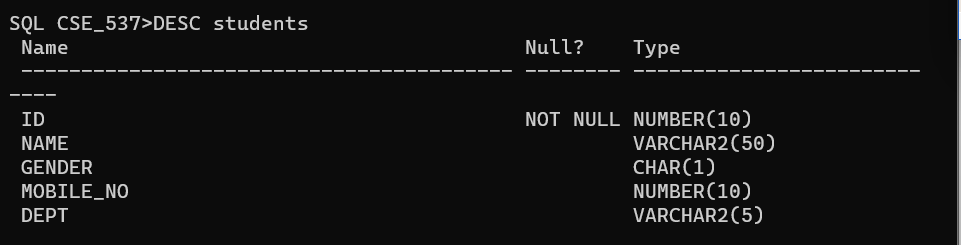 SQL CSE_537>DESC students
Name Null? Type
----------------------------------------- -------- ------------------------
----
ID NOT NULL NUMBER(10)
NAME VARCHAR2(50)
GENDER CHAR(1)
MOBILE_NO NUMBER(10)
DEPT VARCHAR2(5)